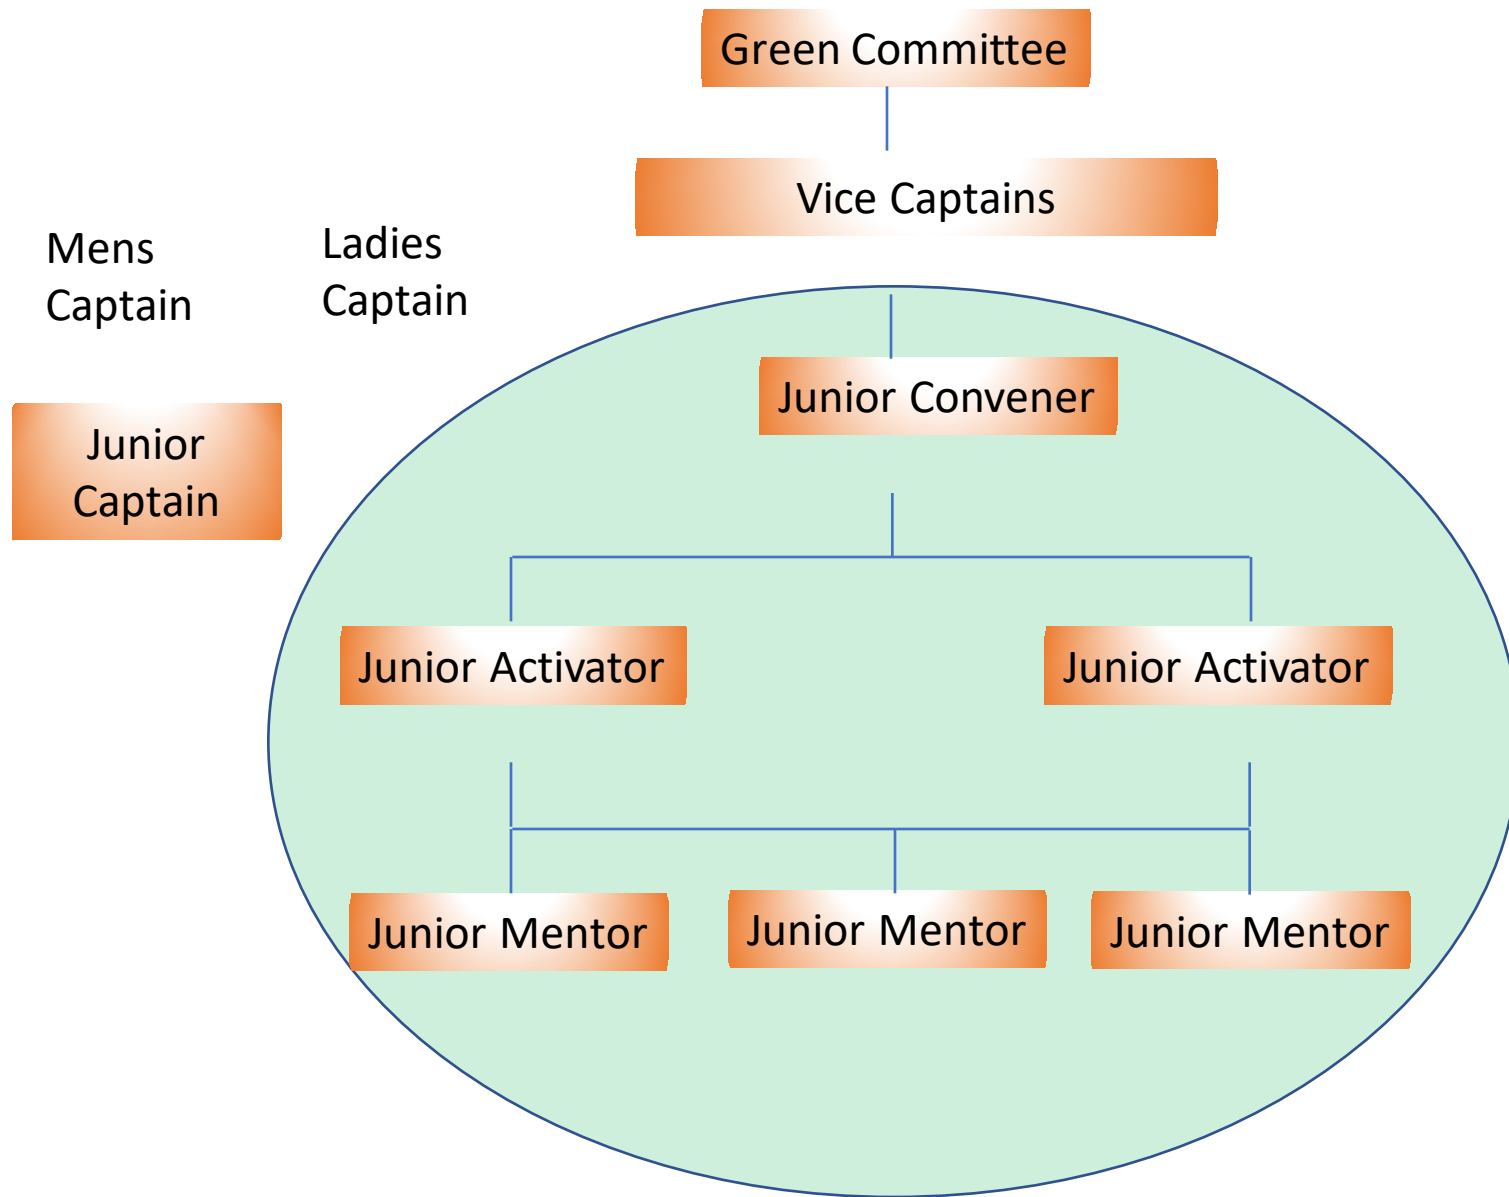 Green Committee
Vice Captains
Mens
Captain
Ladies
Captain
Junior Convener
Junior
Captain
Junior Activator
Junior Activator
Junior Mentor
Junior Mentor
Junior Mentor